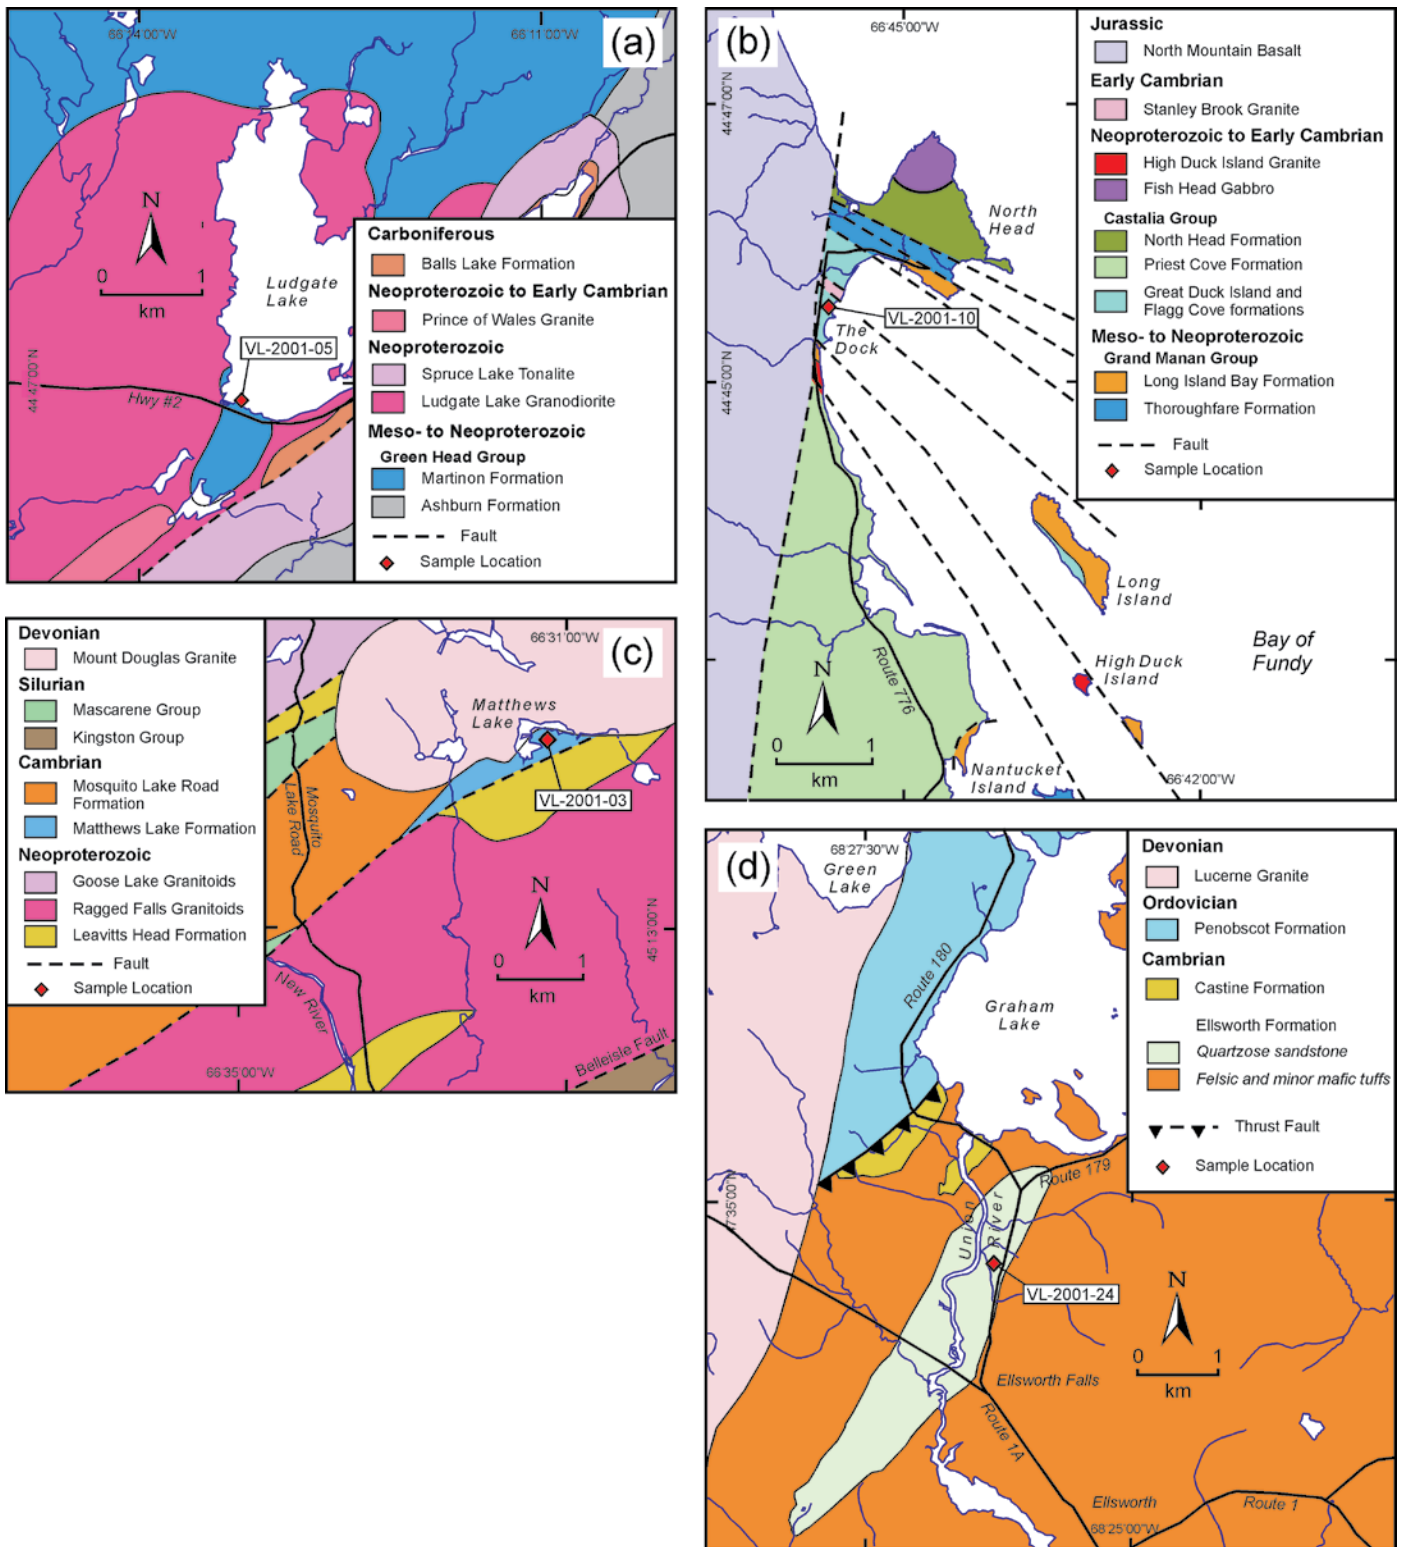 (a)
66°14'00"W
66°11'00"W
N
0 1
km
Ludgate
Lake
VL-2001-05
44°47'00"N
Hwy #2
Carboniferous
Balls Lake Formation
Neoproterozoic to Early Cambrian
Prince of Wales Granite
Neoproterozoic
Spruce Lake Tonalite
Ludgate Lake Granodiorite
Meso- to Neoproterozoic
Green Head Group
Martinon Formation
Ashburn Formation
Fault
Sample Location
(b)
66°45'00"W
44°47'00"N
44°45'00"N
North
Head
VL-2001-10
The
Dock
Long
Island
High Duck
Island
Bay of
Fundy
Route 776
N
0 1
km
Nantucket
Island
66°42'00"W
Jurassic
North Mountain Basalt
Early Cambrian
Stanley Brook Granite
Neoproterozoic to Early Cambrian
High Duck Island Granite
Fish Head Gabbro
Castalia Group
North Head Formation
Priest Cove Formation
Great Duck Island and
Flagg Cove formations
Meso- to Neoproterozoic
Grand Manan Group
Long Island Bay Formation
Thoroughfare Formation
Fault
Sample Location
Devonian
Mount Douglas Granite
Silurian
Mascarene Group
Kingston Group
Cambrian
Mosquito Lake Road
Formation
Matthews Lake Formation
Neoproterozoic
Goose Lake Granitoids
Ragged Falls Granitoids
Leavitts Head Formation
Fault
Sample Location
(c)
66°31'00"W
Matthews
Lake
VL-2001-03
Mosquito
Lake Road
N
0 1
km
45°13'00"N
New River
Belleisle Fault
66°35'00"W
(d)
68°27'30"W
Green
Lake
Route 180
Graham
Lake
Route 179
Union
River
VL-2001-24
N
0 1
km
Ellsworth Falls
Route 1A
Ellsworth
Route 1
68°25'00"W
Devonian
Lucerne Granite
Ordovician
Penobscot Formation
Cambrian
Castine Formation
Ellsworth Formation
Quartzose sandstone
Felsic and minor mafic tuffs
Thrust Fault
Sample Location